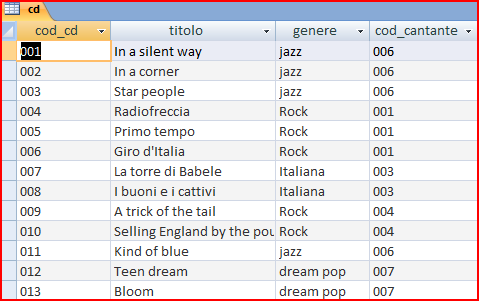 cd
cod_cd titolo genere cod_cantante
001 In a silent way jazz 006
002 In a corner jazz 006
003 Star people jazz 006
004 Radiofreccia Rock 001
005 Primo tempo Rock 001
006 Giro d'Italia Rock 001
007 La torre di Babele Italiana 003
008 I buoni e i cattivi Italiana 003
009 A trick of the tail Rock 004
010 Selling England by the pou Rock 004
011 Kind of blue jazz 006
012 Teen dream dream pop 007
013 Bloom dream pop 007